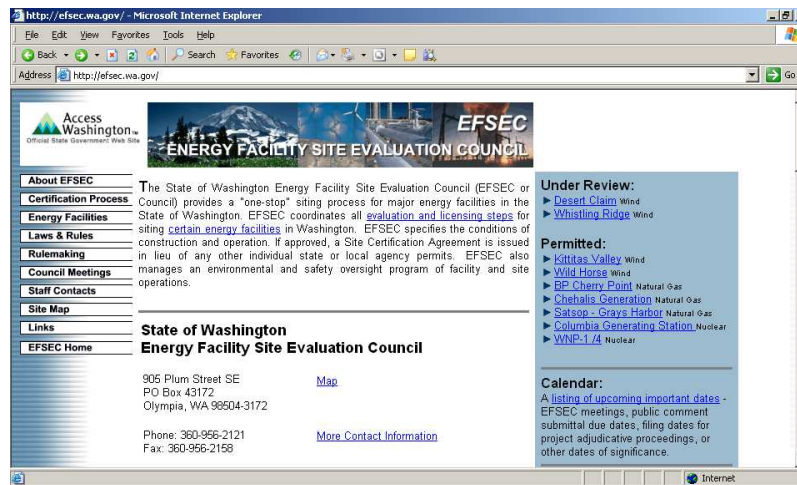 http://efsec.wa.gov/ - Microsoft Internet Explorer
File Edit View Favorites Tools Help
Back Search Favorites
Address http://efsec.wa.gov/ Go
Access
Washington
Official State Government Web Site
EFSEC
ENERGY FACILITY SITE EVALUATION COUNCIL
About EFSEC
Certification Process
Energy Facilities
Laws & Rules
Rulemaking
Council Meetings
Staff Contacts
Site Map
Links
EFSEC Home
The State of Washington Energy Facility Site Evaluation Council (EFSEC or
Council) provides a "one-stop" siting process for major energy facilities in the
State of Washington. EFSEC coordinates all evaluation and licensing steps for
siting certain energy facilities in Washington. EFSEC specifies the conditions of
construction and operation. If approved, a Site Certification Agreement is issued
in lieu of any other individual state or local agency permits. EFSEC also
manages an environmental and safety oversight program of facility and site
operations.
State of Washington
Energy Facility Site Evaluation Council
905 Plum Street SE Map
PO Box 43172
Olympia, WA 98504-3172
Phone: 360-956-2121 More Contact Information
Fax: 360-956-2158
Under Review:
Desert Claim Wind
Whistling Ridge Wind
Permitted:
Kittitas Valley Wind
Wild Horse Wind
BP Cherry Point Natural Gas
Chehalis Generation Natural Gas
Satsop - Grays Harbor Natural Gas
Columbia Generating Station Nuclear
WNP-1 /4 Nuclear
Calendar:
A listing of upcoming important dates -
EFSEC meetings, public comment
submittal due dates, filing dates for
project adjudicative proceedings, or
other dates of significance.
Internet